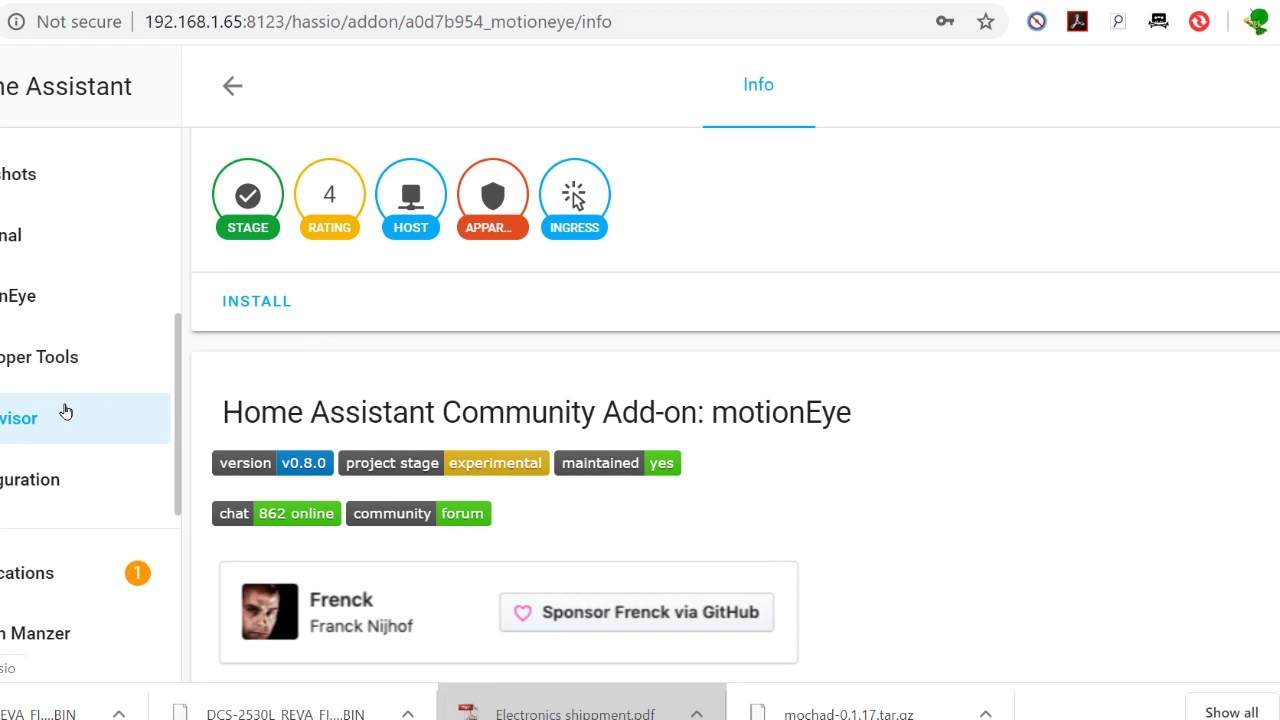 Not secure 192.168.1.65:8123/hassio/addon/a0d7b954_motioneye/info
ne Assistant
Info
hots
nal
nEye
oper Tools
visor
guration
cations
1
n Manzer
sio
4
STAGE RATING HOST APPAR... INGRESS
INSTALL
Home Assistant Community Add-on: motionEye
version v0.8.0 project stage experimental maintained yes
chat 862 online community forum
Frenck
Franck Nijhof
Sponsor Frenck via GitHub
REVA_FI....BIN DCS-2530L_REVA_FI....BIN Electronics shippment.pdf mochad-0.1.17.tar.gz Show all